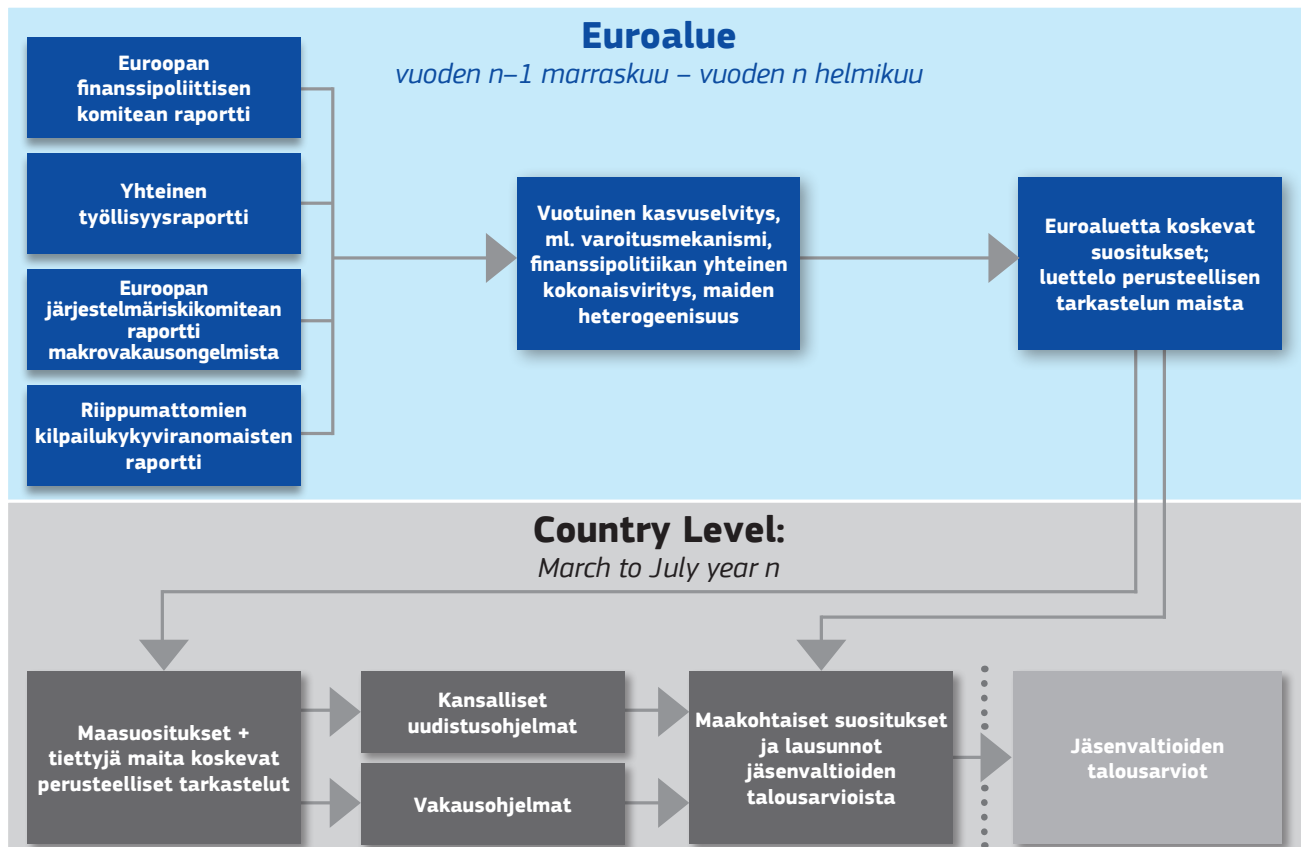 Euroalue
vuoden n–1 marraskuu – vuoden n helmikuu
Euroopan
finanssipoliittisen
komitean raportti
Yhteinen
työllisyysraportti
Euroopan
järjestelmäriskikomitean
raportti
makrovakausongelmista
Riippumattomien
kilpailukykyviranomaisten
raportti
Vuotuinen kasvuselvitys,
ml. varoitusmekanismi,
finanssipolitiikan yhteinen
kokonaisviritys, maiden
heterogeenisuus
Euroaluetta koskevat
suositukset;
luettelo perusteellisen
tarkastelun maista
Country Level:
March to July year n
Maasuositukset +
tiettyjä maita koskevat
perusteelliset tarkastelut
Kansalliset
uudistusohjelmat
Vakausohjelmat
Maakohtaiset suositukset
ja lausunnot
jäsenvaltioiden
talousarvioista
Jäsenvaltioiden
talousarviot